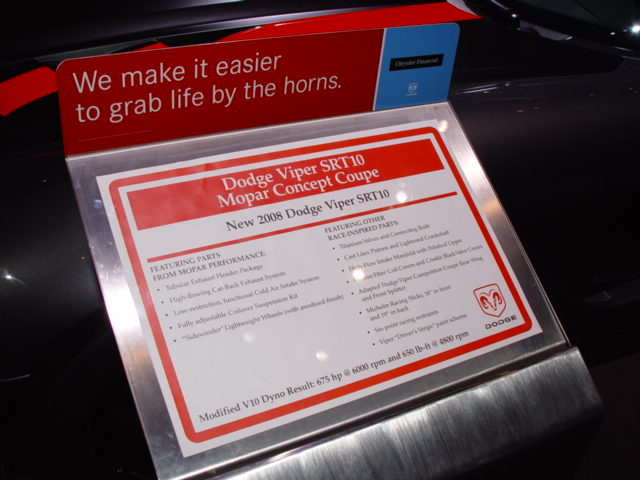 We make it easier
to grab life by the horns.
Chrysler Financial
Dodge Viper SRT10
Mopar Concept Coupe
New 2008 Dodge Viper SRT10
FEATURING PARTS
FROM MOPAR PERFORMANCE:
• Tubular Exhaust Header Package
• High-flowing Cat-Back Exhaust System
• Low-restriction, functional Cold Air Intake System
• Fully adjustable Coilover Suspension Kit
• "Sidewinder" Lightweight Wheels (with anodized finish)
FEATURING OTHER
RACE-INSPIRED PARTS:
• Titanium Valves and Connecting Rods
• Cast Litex Pistons and Lightened Crankshaft
• High-Flow Intake Manifold with Polished Upper
• Carbon Fiber Coil Covers and Crinkle Black Valve Covers
• Adapted Dodge Viper Competition Coupe Rear Wing
and Front Splitter
• Michelin Racing Slicks, 18" in front
and 19" in back
• Six-point racing restraints
• Viper "Driver's Stripe" paint scheme
DODGE
Modified V10 Dyno Result: 675 hp @ 6000 rpm and 650 lb-ft @ 4800 rpm